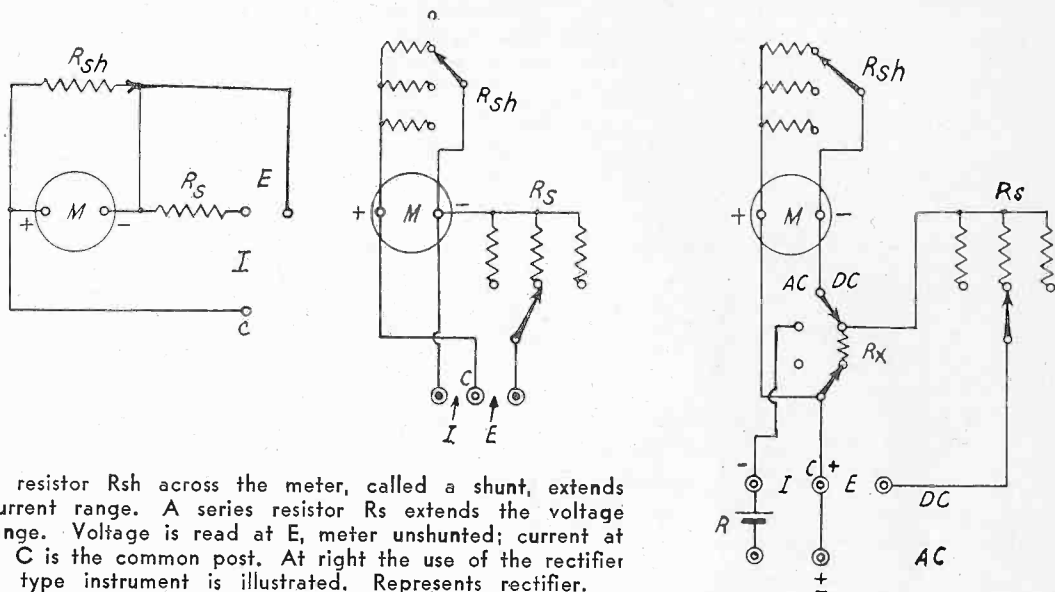 Rsh
Rs
E
+ M -
I
C
Rsh
Rs
+ M -
C
I E
Rsh
Rs
+ M -
AC DC
Rx
- I C + E
DC
R
AC
±
resistor Rsh across the meter, called a shunt, extends
urrent range. A series resistor Rs extends the voltage
nge. Voltage is read at E, meter unshunted; current at
C is the common post. At right the use of the rectifier
type instrument is illustrated. Represents rectifier.